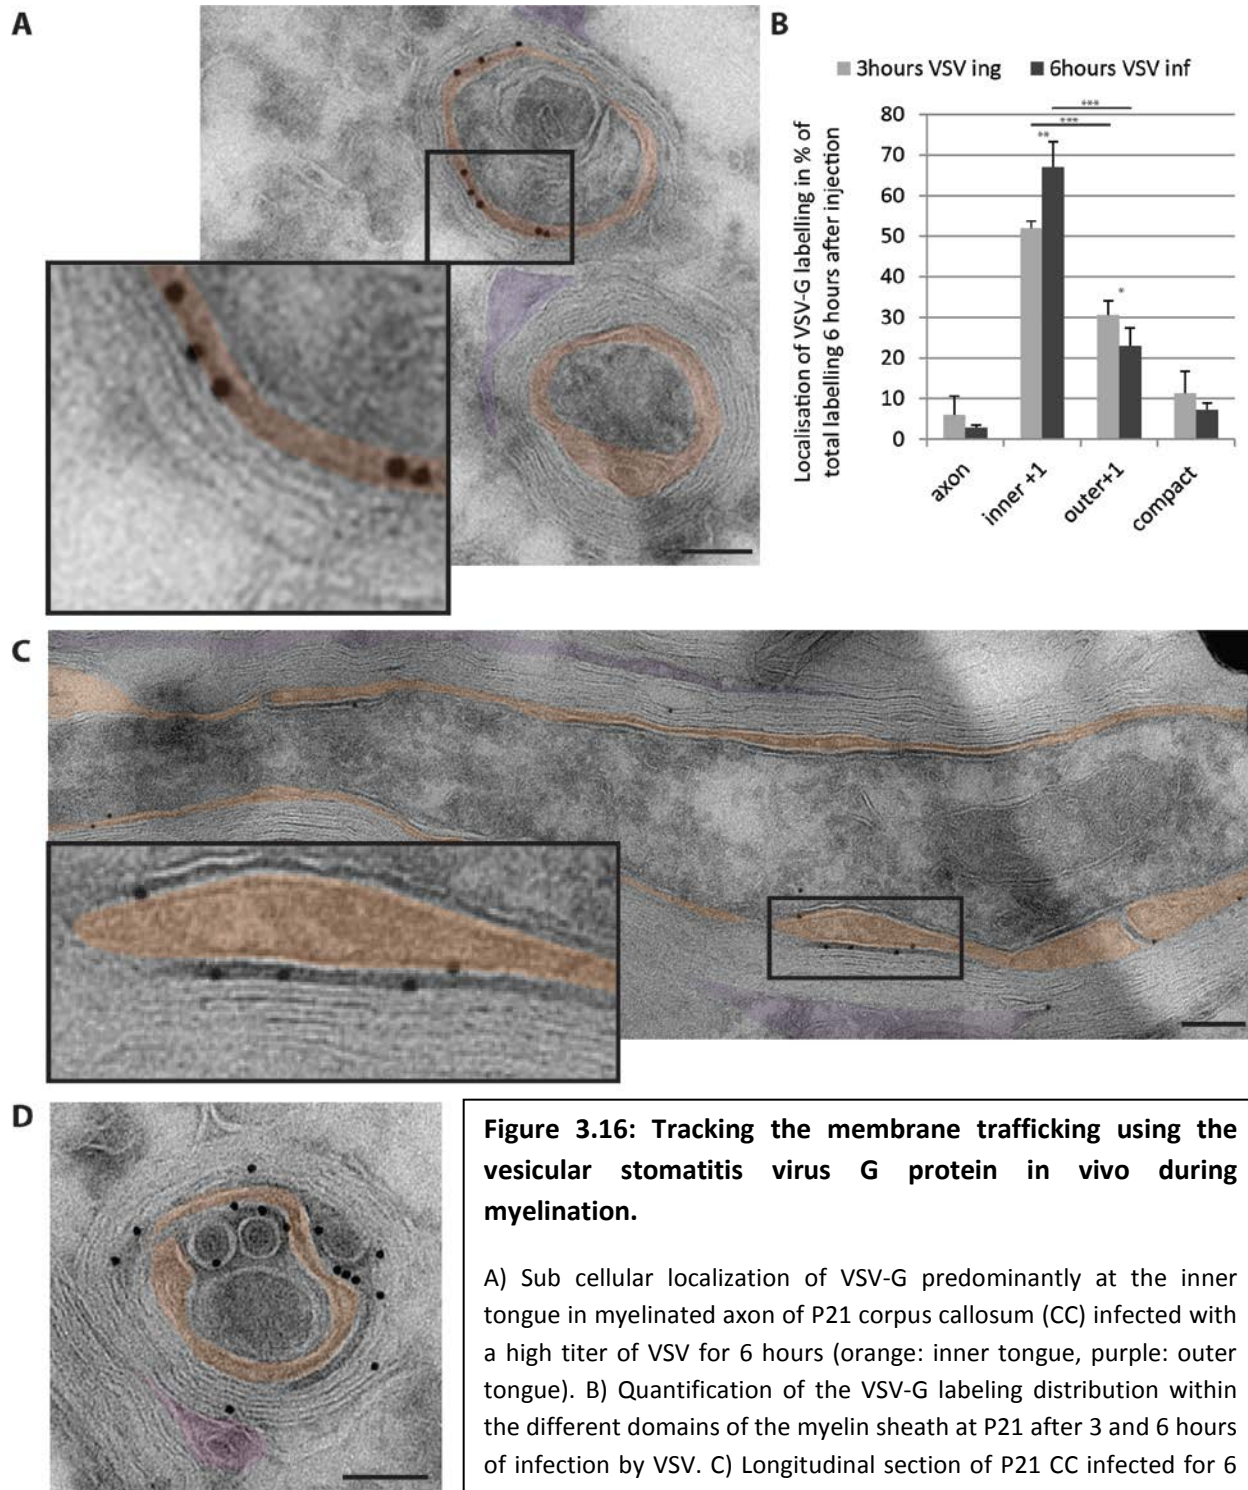 A
B
3hours VSV ing 6hours VSV inf
Localisation of VSV-G labelling in % of
total labelling 6 hours after injection
80
70
60
50
40
30
20
10
0
***
***
**
*
axon
inner +1
outer+1
compact
C
D
Figure 3.16: Tracking the membrane trafficking using the
vesicular stomatitis virus G protein in vivo during
myelination.
A) Sub cellular localization of VSV-G predominantly at the inner
tongue in myelinated axon of P21 corpus callosum (CC) infected with
a high titer of VSV for 6 hours (orange: inner tongue, purple: outer
tongue). B) Quantification of the VSV-G labeling distribution within
the different domains of the myelin sheath at P21 after 3 and 6 hours
of infection by VSV. C) Longitudinal section of P21 CC infected for 6